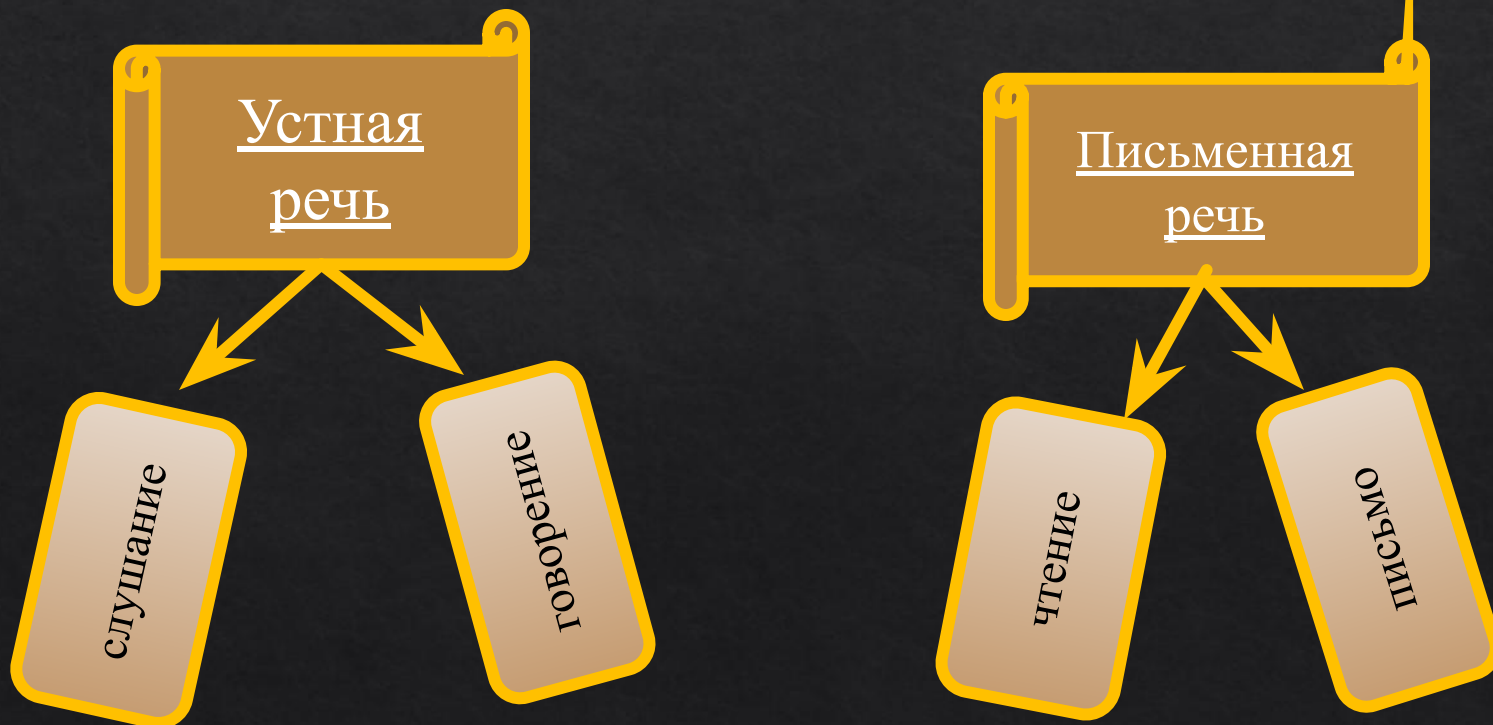 Устная
речь
Письменная
речь
слушание
говорение
чтение
письмо